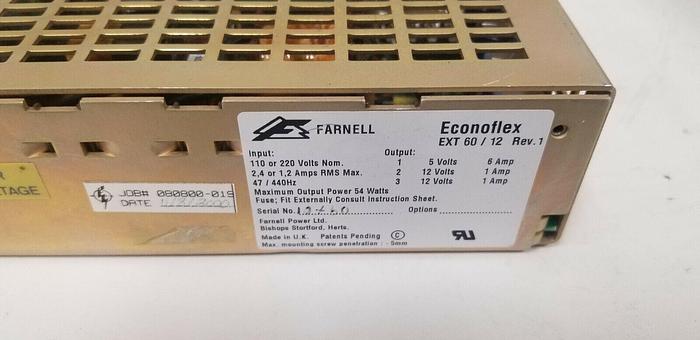 FARNELL
Econoflex
EXT 60 / 12 Rev.1
Input: Output:
110 or 220 Volts Nom. 1 5 Volts 6 Amp
2,4 or 1,2 Amps RMS Max. 2 12 Volts 1 Amp
47 / 440Hz 3 12 Volts 1 Amp
Maximum Output Power 54 Watts
Fuse; Fit Externally Consult Instruction Sheet.
Serial No. Options
Farnell Power Ltd.
Bishops Stortford, Herts.
Made in U.K. Patents Pending C
Max. mounting screw penetration : - 5mm
JOB# 080800-019
DATE
TAGE